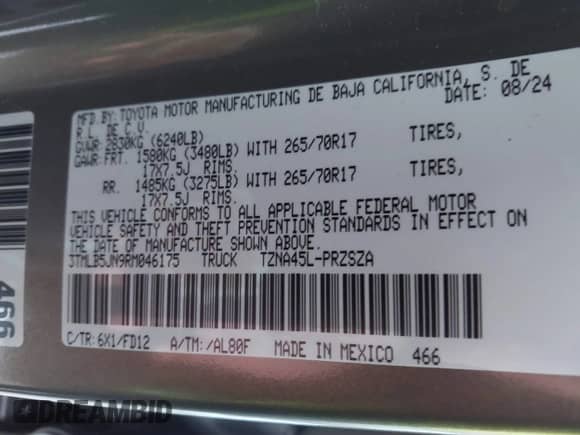 MFD.BY:TOYOTA MOTOR MANUFACTURING DE BAJA CALIFORNIA, S. DE
R.L. DE C.V. DATE: 08/24
GVWR:2830KG (6240LB)
GAWR:FRT. 1580KG (3480LB) WITH 265/70R17 TIRES,
17X7.5J RIMS.
RR. 1485KG (3275LB) WITH 265/70R17 TIRES,
17X7.5J RIMS.
THIS VEHICLE CONFORMS TO ALL APPLICABLE FEDERAL MOTOR
VEHICLE SAFETY AND THEFT PREVENTION STANDARDS IN EFFECT ON
THE DATE OF MANUFACTURE SHOWN ABOVE.
3TMLB5JN9RM046175 TRUCK TZNA45L-PRZSZA
C/TR:6X1/FD12 A/TM:/AL80F MADE IN MEXICO 466
466
DREAMBID